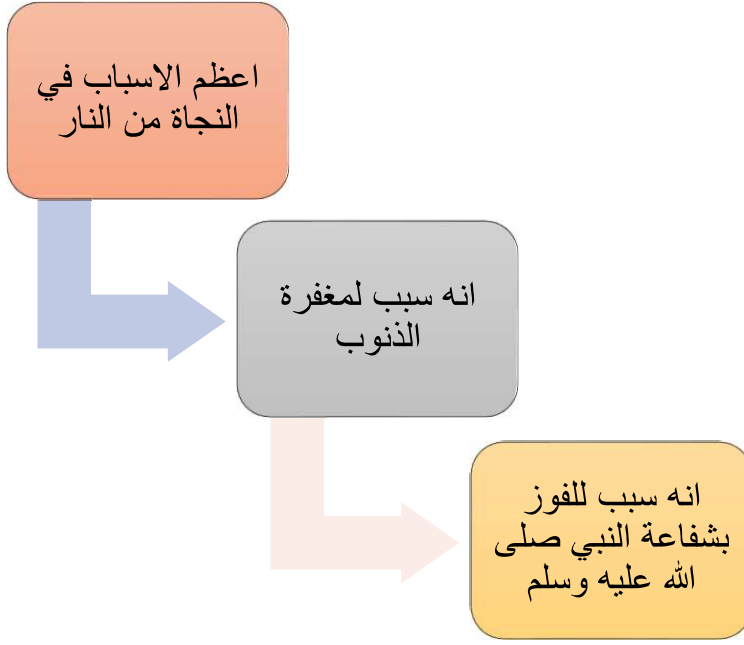 اعظم الاسباب في
النجاة من النار
انه سبب لمغفرة
الذنوب
انه سبب للفوز
بشفاعة النبي صلى
الله عليه وسلم